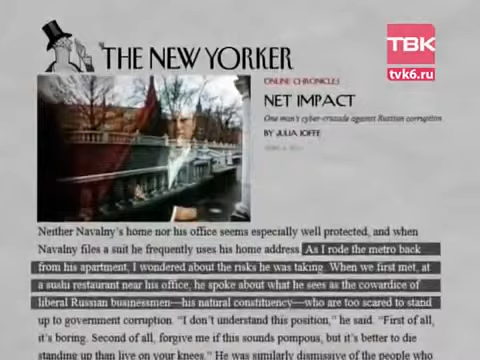 THE NEW YORKER
ТВК
tvk6.ru
ONLINE CHRONICLES
NET IMPACT
One man's cyber-crusade against Russian corruption
BY JULIA IOFFE
Neither Navalny's home nor his office seems especially well protected, and when
Navalny files a suit he frequently uses his home address. As I rode the metro back
from his apartment, I wondered about the risks he was taking. When we first met, at
a sushi restaurant near his office, he spoke about what he sees as the cowardice of
liberal Russian businessmen—his natural constituency—who are too scared to stand
up to government corruption. "I don't understand this position," he said. "First of all,
it's boring. Second of all, forgive me if this sounds pompous, but it's better to die
standing up than live on your knees." He was similarly dismissive of the people who